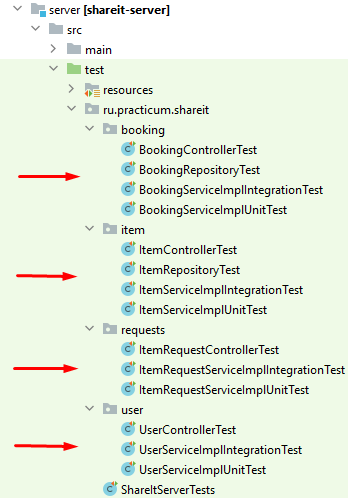 server [shareit-server]
src
main
test
resources
ru.practicum.shareit
booking
BookingControllerTest
BookingRepositoryTest
BookingServiceImplIntegrationTest
BookingServiceImplUnitTest
item
ItemControllerTest
ItemRepositoryTest
ItemServiceImplIntegrationTest
ItemServiceImplUnitTest
requests
ItemRequestControllerTest
ItemRequestServiceImplIntegrationTest
ItemRequestServiceImplUnitTest
user
UserControllerTest
UserServiceImplIntegrationTest
UserServiceImplUnitTest
ShareItServerTests